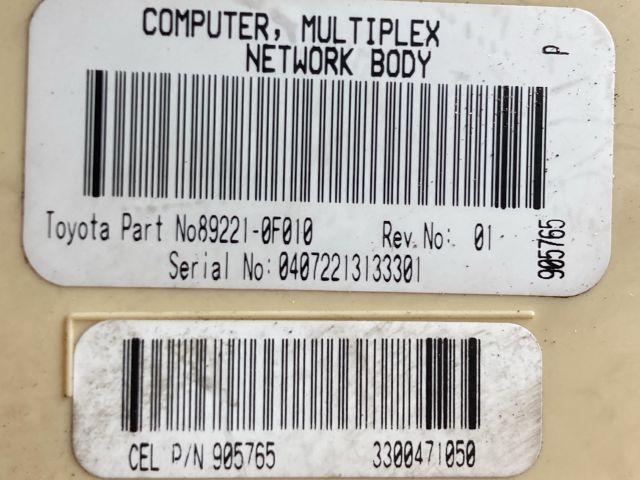 COMPUTER, MULTIPLEX
NETWORK BODY
p
Toyota Part No89221-0F010 Rev.No: 01
Serial No: 04072213133301
905765
CEL P/N 905765 3300471050